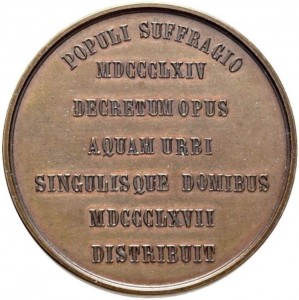 POPULI SUFFRAGIO
MDCCCLXIV
DECRETUM OPUS
AQUAM URBI
SINGULISQUE DOMIBUS
MDCCCLXVII
DISTRIBUIT